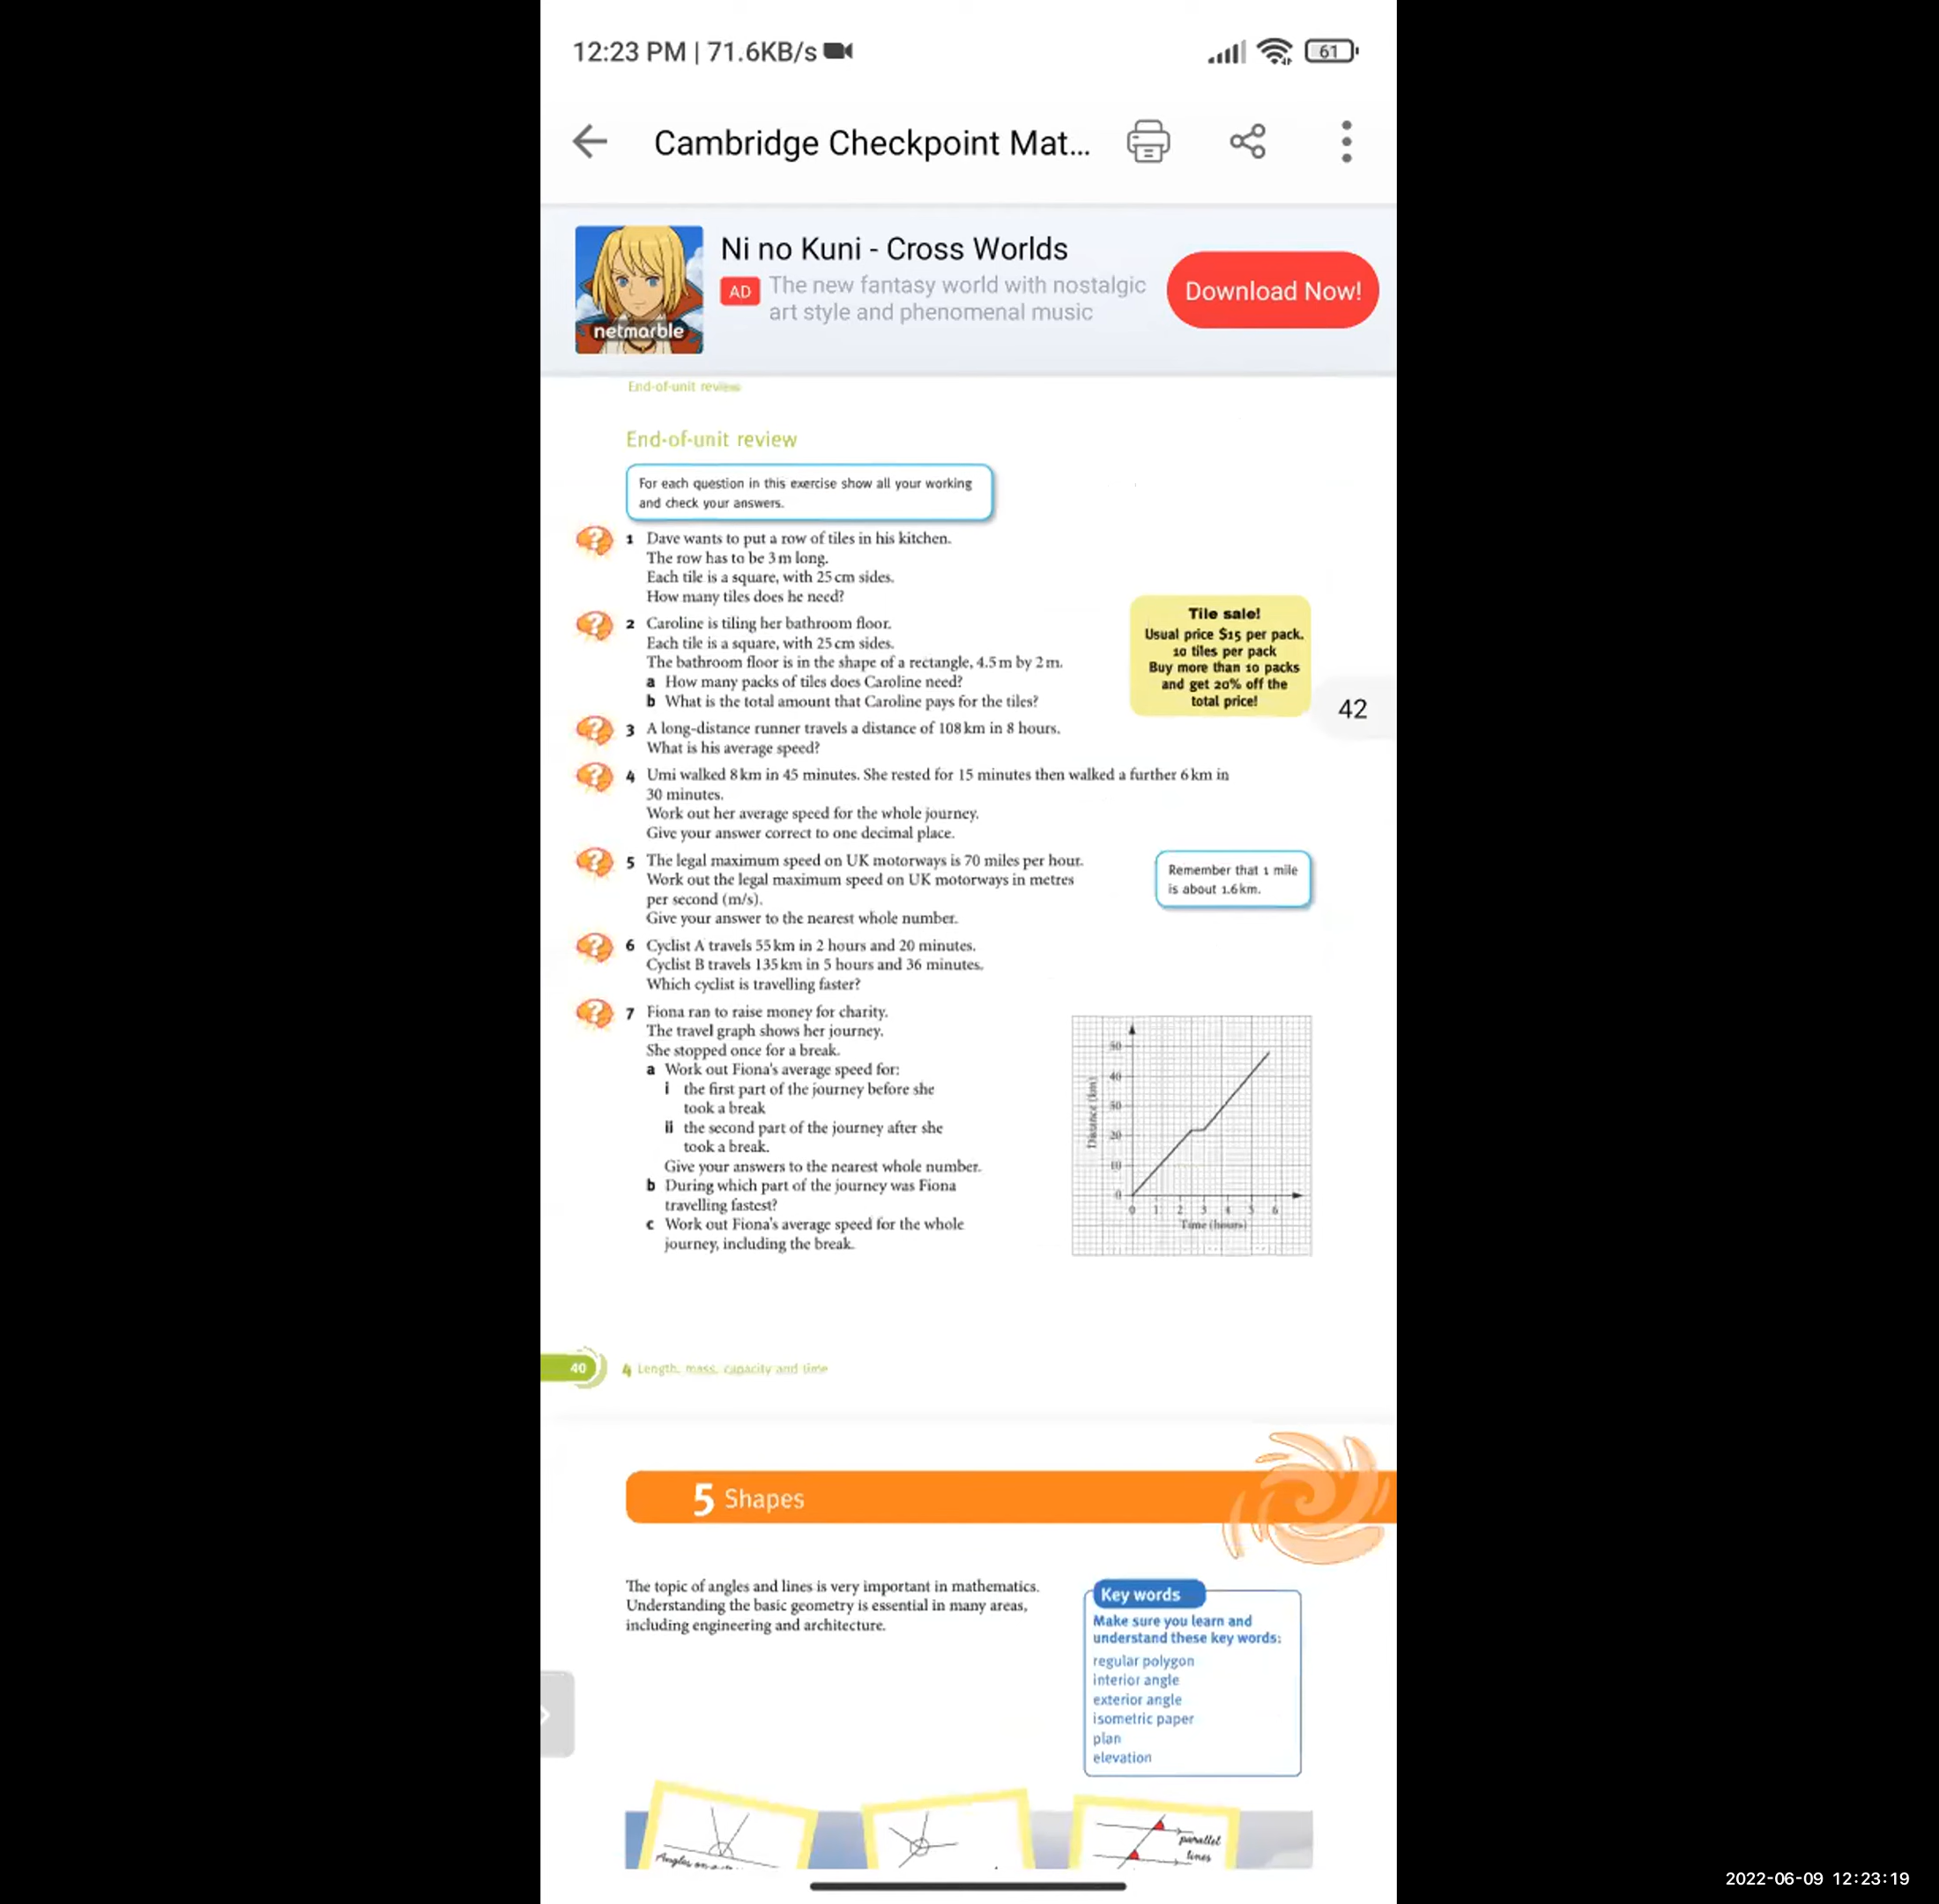 12:23 PM | 71.6KB/s
61
Cambridge Checkpoint Mat...
Ni no Kuni - Cross Worlds
AD
The new fantasy world with nostalgic
art style and phenomenal music
Download Now!
netmarble
End-of-unit review
End-of-unit review
For each question in this exercise show all your working
and check your answers.
1 Dave wants to put a row of tiles in his kitchen.
The row has to be 3 m long.
Each tile is a square, with 25 cm sides.
How many tiles does he need?
2 Caroline is tiling her bathroom floor.
Each tile is a square, with 25 cm sides.
The bathroom floor is in the shape of a rectangle, 4.5 m by 2 m.
a How many packs of tiles does Caroline need?
b What is the total amount that Caroline pays for the tiles?
Tile sale!
Usual price $15 per pack.
10 tiles per pack
Buy more than 10 packs
and get 20% off the
total price!
42
3 A long-distance runner travels a distance of 108 km in 8 hours.
What is his average speed?
4 Umi walked 8 km in 45 minutes. She rested for 15 minutes then walked a further 6 km in
30 minutes.
Work out her average speed for the whole journey.
Give your answer correct to one decimal place.
5 The legal maximum speed on UK motorways is 70 miles per hour.
Work out the legal maximum speed on UK motorways in metres
per second (m/s).
Give your answer to the nearest whole number.
Remember that 1 mile
is about 1.6 km.
6 Cyclist A travels 55 km in 2 hours and 20 minutes.
Cyclist B travels 135 km in 5 hours and 36 minutes.
Which cyclist is travelling faster?
7 Fiona ran to raise money for charity.
The travel graph shows her journey.
She stopped once for a break.
a Work out Fiona's average speed for:
i the first part of the journey before she
took a break
ii the second part of the journey after she
took a break.
Give your answers to the nearest whole number.
b During which part of the journey was Fiona
travelling fastest?
c Work out Fiona's average speed for the whole
journey, including the break.
Distance (km)
50
40
30
20
10
0
0 1 2 3 4 5 6
Time (hours)
40
4 Length, mass, capacity and time
5 Shapes
The topic of angles and lines is very important in mathematics.
Understanding the basic geometry is essential in many areas,
including engineering and architecture.
Key words
Make sure you learn and
understand these key words:
regular polygon
interior angle
exterior angle
isometric paper
plan
elevation
Angles on a
parallel
lines
2022-06-09 12:23:19